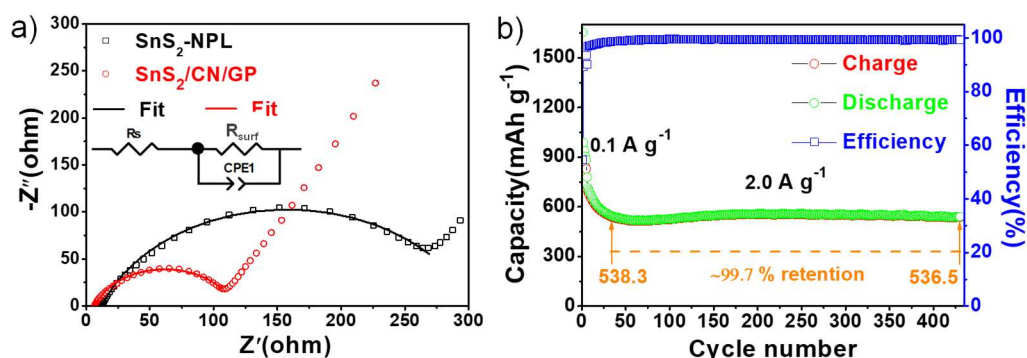 a)
300
250
200
150
100
50
0
-Z″(ohm)
SnS₂-NPL
SnS₂/CN/GP
Fit
Fit
Rs
R_surf
CPE1
0
50
100
150
200
250
300
Z′(ohm)
b)
1500
1200
900
600
300
0
Capacity(mAh g⁻¹)
Charge
Discharge
Efficiency
0.1 A g⁻¹
2.0 A g⁻¹
538.3
~99.7 % retention
536.5
100
80
60
40
20
0
Efficiency(%)
0
50
100
150
200
250
300
350
400
Cycle number